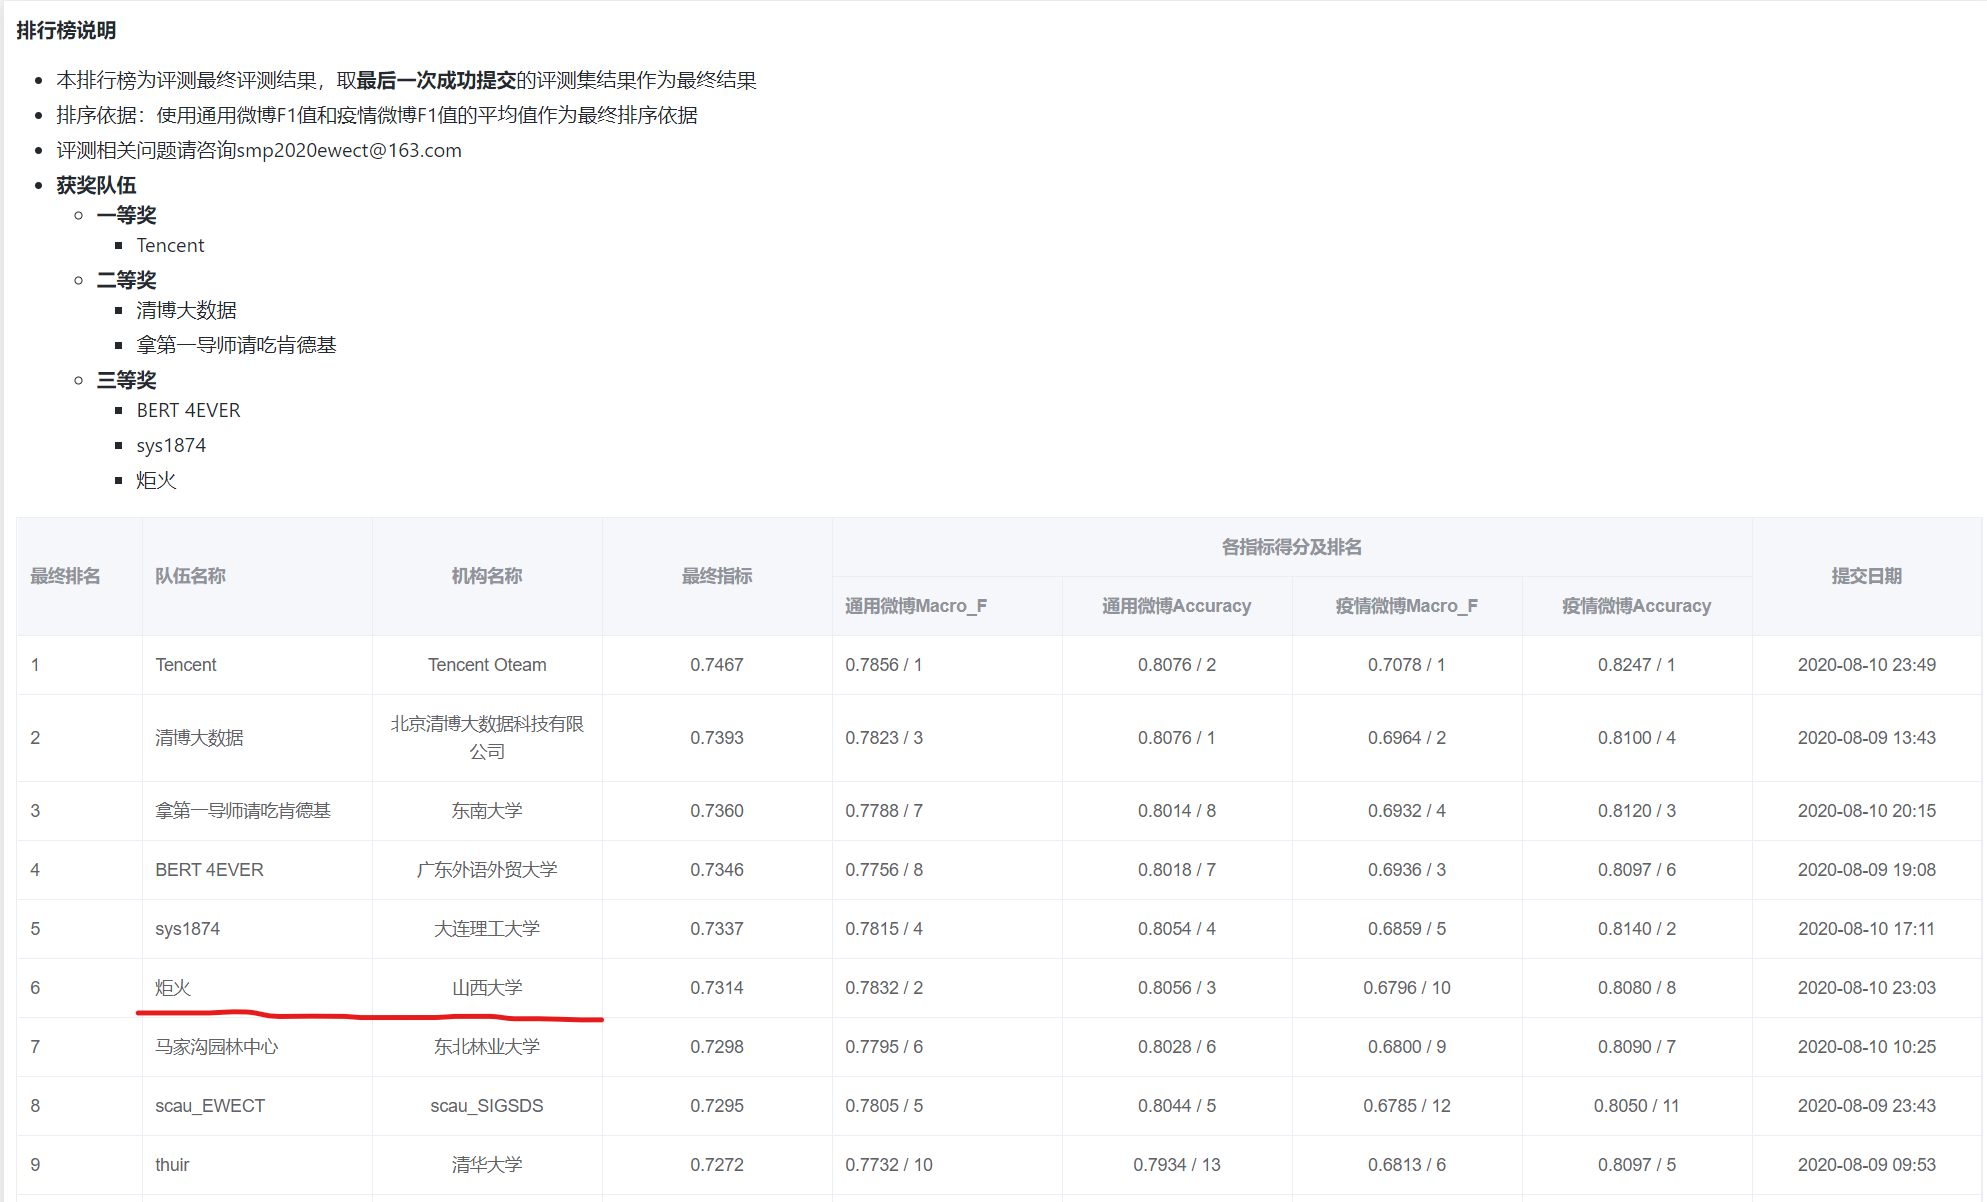 排行榜说明
本排行榜为评测最终评测结果，取最后一次成功提交的评测集结果作为最终结果
排序依据：使用通用微博F1值和疫情微博F1值的平均值作为最终排序依据
评测相关问题请咨询smp2020ewect@163.com
获奖队伍
一等奖
Tencent
二等奖
清博大数据
拿第一导师请吃肯德基
三等奖
BERT 4EVER
sys1874
炬火
最终排名 队伍名称 机构名称 最终指标 各指标得分及排名 提交日期
通用微博Macro_F 通用微博Accuracy 疫情微博Macro_F 疫情微博Accuracy
1 Tencent Tencent Oteam 0.7467 0.7856 / 1 0.8076 / 2 0.7078 / 1 0.8247 / 1 2020-08-10 23:49
2 清博大数据 北京清博大数据科技有限 0.7393 0.7823 / 3 0.8076 / 1 0.6964 / 2 0.8100 / 4 2020-08-09 13:43
公司
3 拿第一导师请吃肯德基 东南大学 0.7360 0.7788 / 7 0.8014 / 8 0.6932 / 4 0.8120 / 3 2020-08-10 20:15
4 BERT 4EVER 广东外语外贸大学 0.7346 0.7756 / 8 0.8018 / 7 0.6936 / 3 0.8097 / 6 2020-08-09 19:08
5 sys1874 大连理工大学 0.7337 0.7815 / 4 0.8054 / 4 0.6859 / 5 0.8140 / 2 2020-08-10 17:11
6 炬火 山西大学 0.7314 0.7832 / 2 0.8056 / 3 0.6796 / 10 0.8080 / 8 2020-08-10 23:03
7 马家沟园林中心 东北林业大学 0.7298 0.7795 / 6 0.8028 / 6 0.6800 / 9 0.8090 / 7 2020-08-10 10:25
8 scau_EWECT scau_SIGSDS 0.7295 0.7805 / 5 0.8044 / 5 0.6785 / 12 0.8050 / 11 2020-08-09 23:43
9 thuir 清华大学 0.7272 0.7732 / 10 0.7934 / 13 0.6813 / 6 0.8097 / 5 2020-08-09 09:53